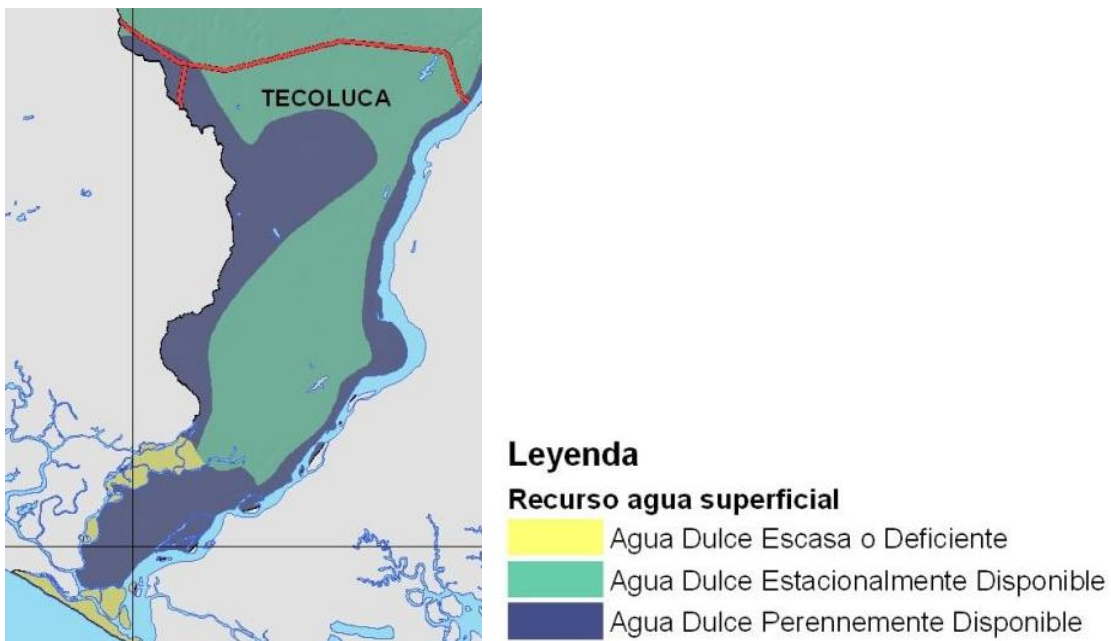 TECOLUCA
Leyenda
Recurso agua superficial
Agua Dulce Escasa o Deficiente
Agua Dulce Estacionalmente Disponible
Agua Dulce Perennemente Disponible